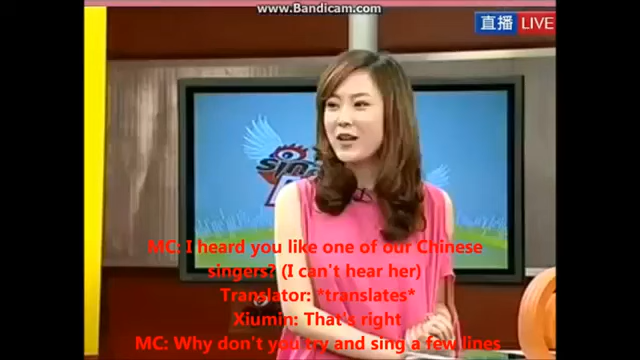 www.Bandicam.com
直播 LIVE
sina
MC: I heard you like one of our Chinese
singers? (I can't hear her)
Translator: *translates*
Xiumin: That's right
MC: Why don't you try and sing a few lines